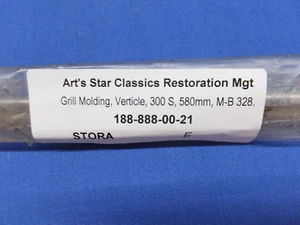 Art's Star Classics Restoration Mgt
Grill Molding, Verticle, 300 S, 580mm, M-B 328,
188-888-00-21
STORA F